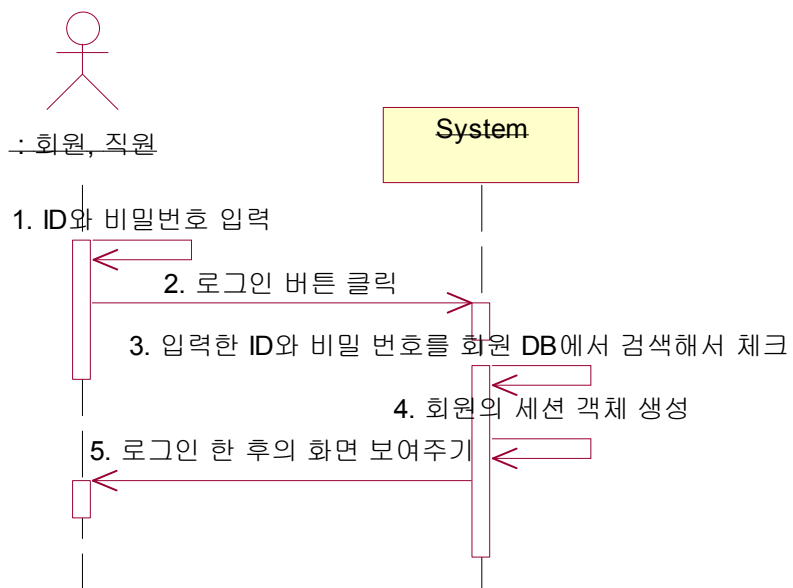 System
: 회원, 직원
1. ID와 비밀번호 입력
2. 로그인 버튼 클릭
3. 입력한 ID와 비밀 번호를 회원 DB에서 검색해서 체크
4. 회원의 세션 객체 생성
5. 로그인 한 후의 화면 보여주기